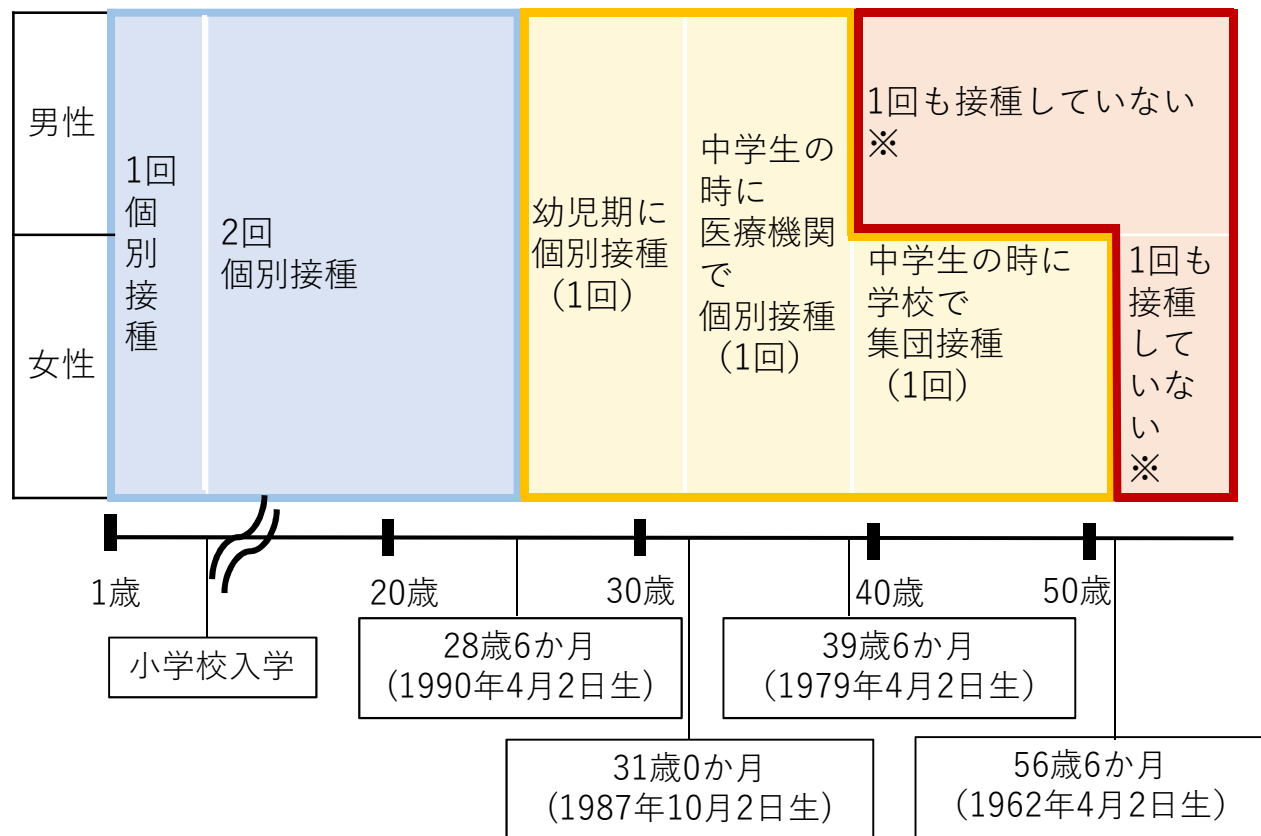 男性
女性
1回
個
別
接
種
2回
個別接種
幼児期に
個別接種
（1回）
中学生の
時に
医療機関
で
個別接種
（1回）
1回も接種していない
※
中学生の時に
学校で
集団接種
（1回）
1回も
接種
して
いな
い
※
1歳
20歳
30歳
40歳
50歳
小学校入学
28歳6か月
(1990年4月2日生)
39歳6か月
(1979年4月2日生)
31歳0か月
(1987年10月2日生)
56歳6か月
(1962年4月2日生)